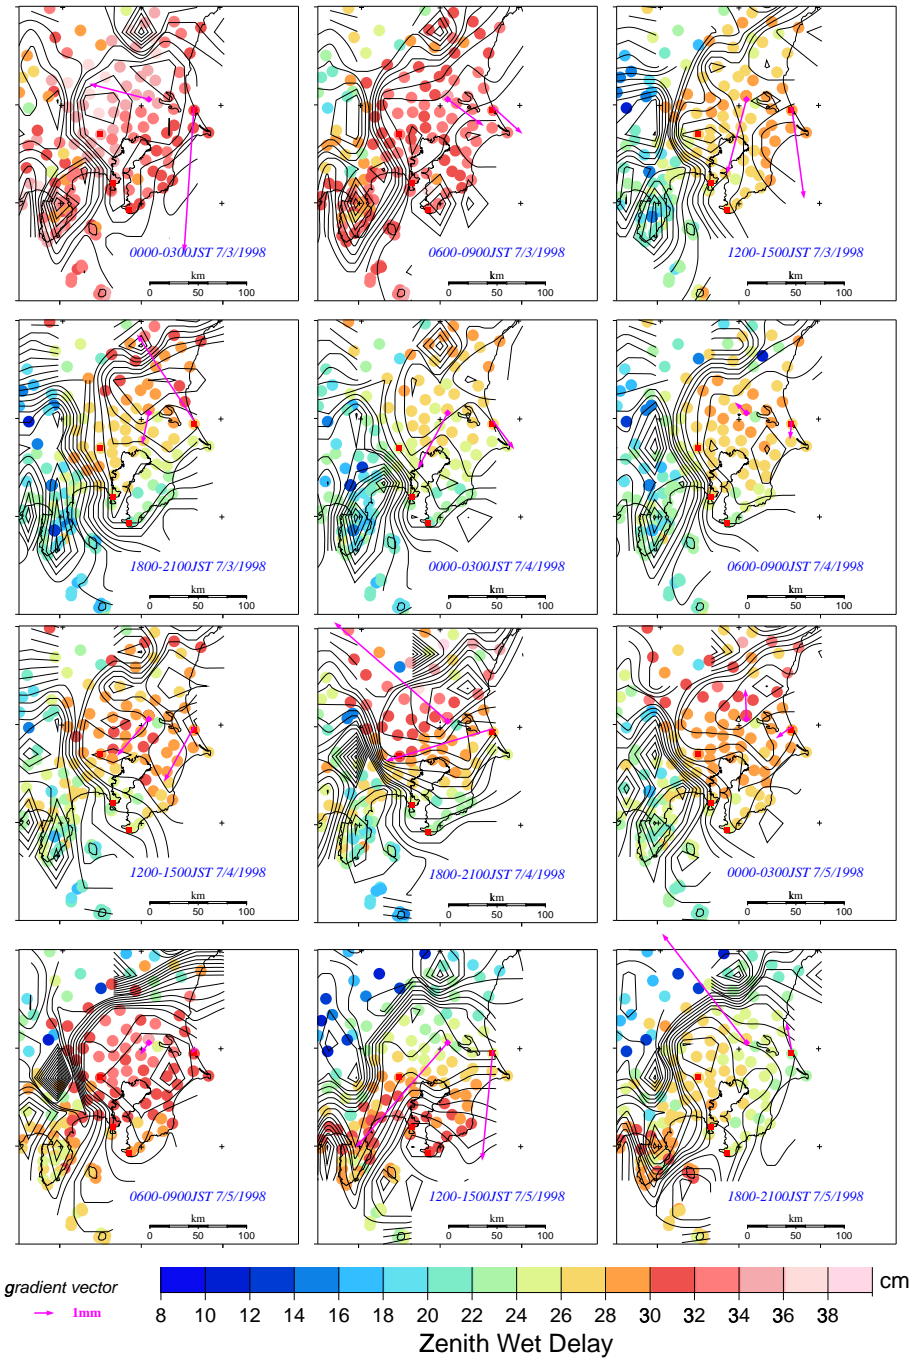 0000-0300JST 7/3/1998
km
0 50 100
0600-0900JST 7/3/1998
km
0 50 100
1200-1500JST 7/3/1998
km
0 50 100
1800-2100JST 7/3/1998
km
0 50 100
0000-0300JST 7/4/1998
km
0 50 100
0600-0900JST 7/4/1998
km
0 50 100
1200-1500JST 7/4/1998
km
0 50 100
1800-2100JST 7/4/1998
km
0 50 100
0000-0300JST 7/5/1998
km
0 50 100
0600-0900JST 7/5/1998
km
0 50 100
1200-1500JST 7/5/1998
km
0 50 100
1800-2100JST 7/5/1998
km
0 50 100
gradient vector
1mm
cm
8 10 12 14 16 18 20 22 24 26 28 30 32 34 36 38
Zenith Wet Delay